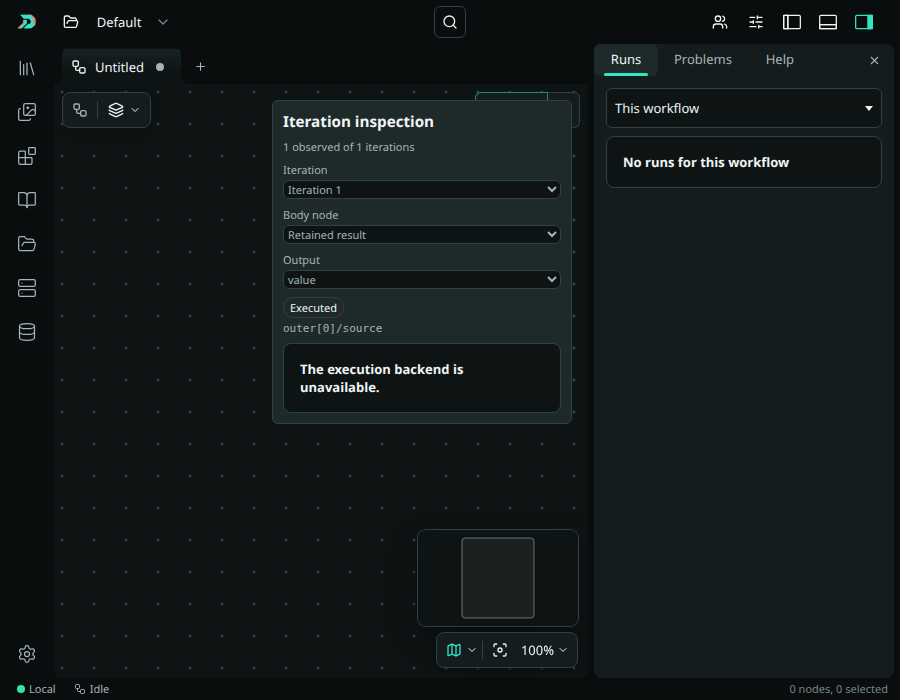 Default
Untitled
Runs
Problems
Help
This workflow
No runs for this workflow
Iteration inspection
1 observed of 1 iterations
Iteration
Iteration 1
Body node
Retained result
Output
value
Executed
outer[0]/source
The execution backend is
unavailable.
100%
Local
Idle
0 nodes, 0 selected